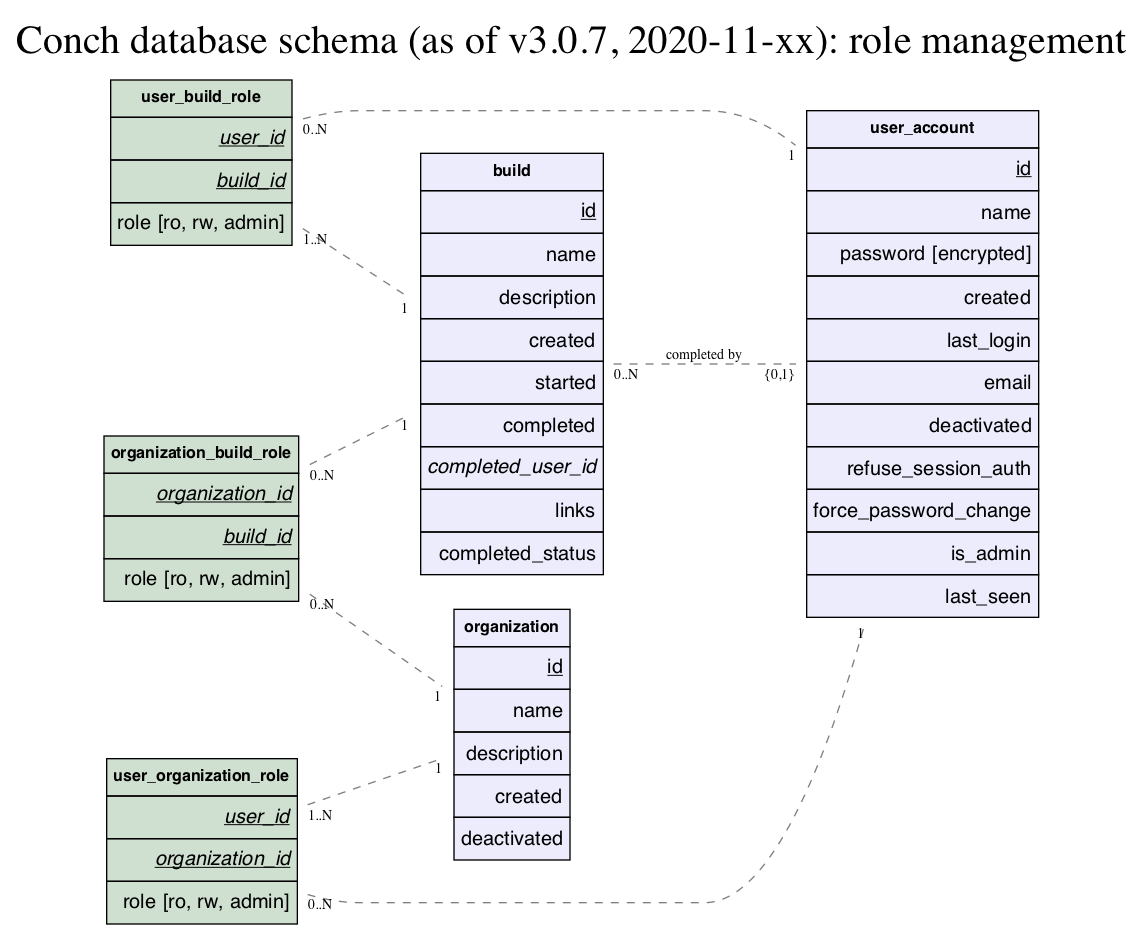 Conch database schema (as of v3.0.7, 2020-11-xx): role management
user_build_role
user_id
build_id
role [ro, rw, admin]
0..N
1..N
1
1
build
id
name
description
created
started
completed
completed_user_id
links
completed_status
completed by
0..N
{0,1}
user_account
id
name
password [encrypted]
created
last_login
email
deactivated
refuse_session_auth
force_password_change
is_admin
last_seen
1
organization_build_role
organization_id
build_id
role [ro, rw, admin]
1
0..N
0..N
1
organization
id
name
description
created
deactivated
user_organization_role
user_id
organization_id
role [ro, rw, admin]
1
1..N
0..N